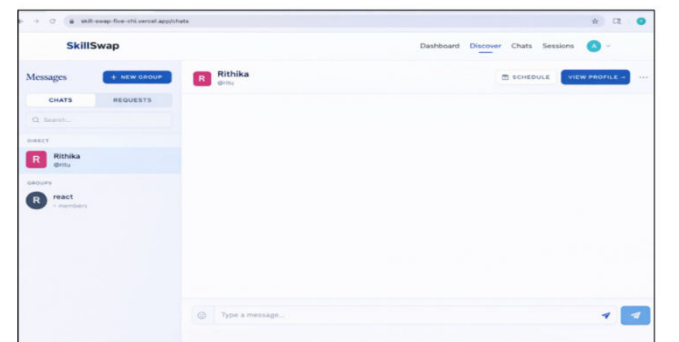 skill-swap-five-chi.vercel.app/chats
SkillSwap
Dashboard Discover Chats Sessions A
Messages
+ NEW GROUP
R Rithika
@ritu
SCHEDULE
VIEW PROFILE
CHATS REQUESTS
Search...
DIRECT
R Rithika
@ritu
GROUPS
R react
- members
Type a message...